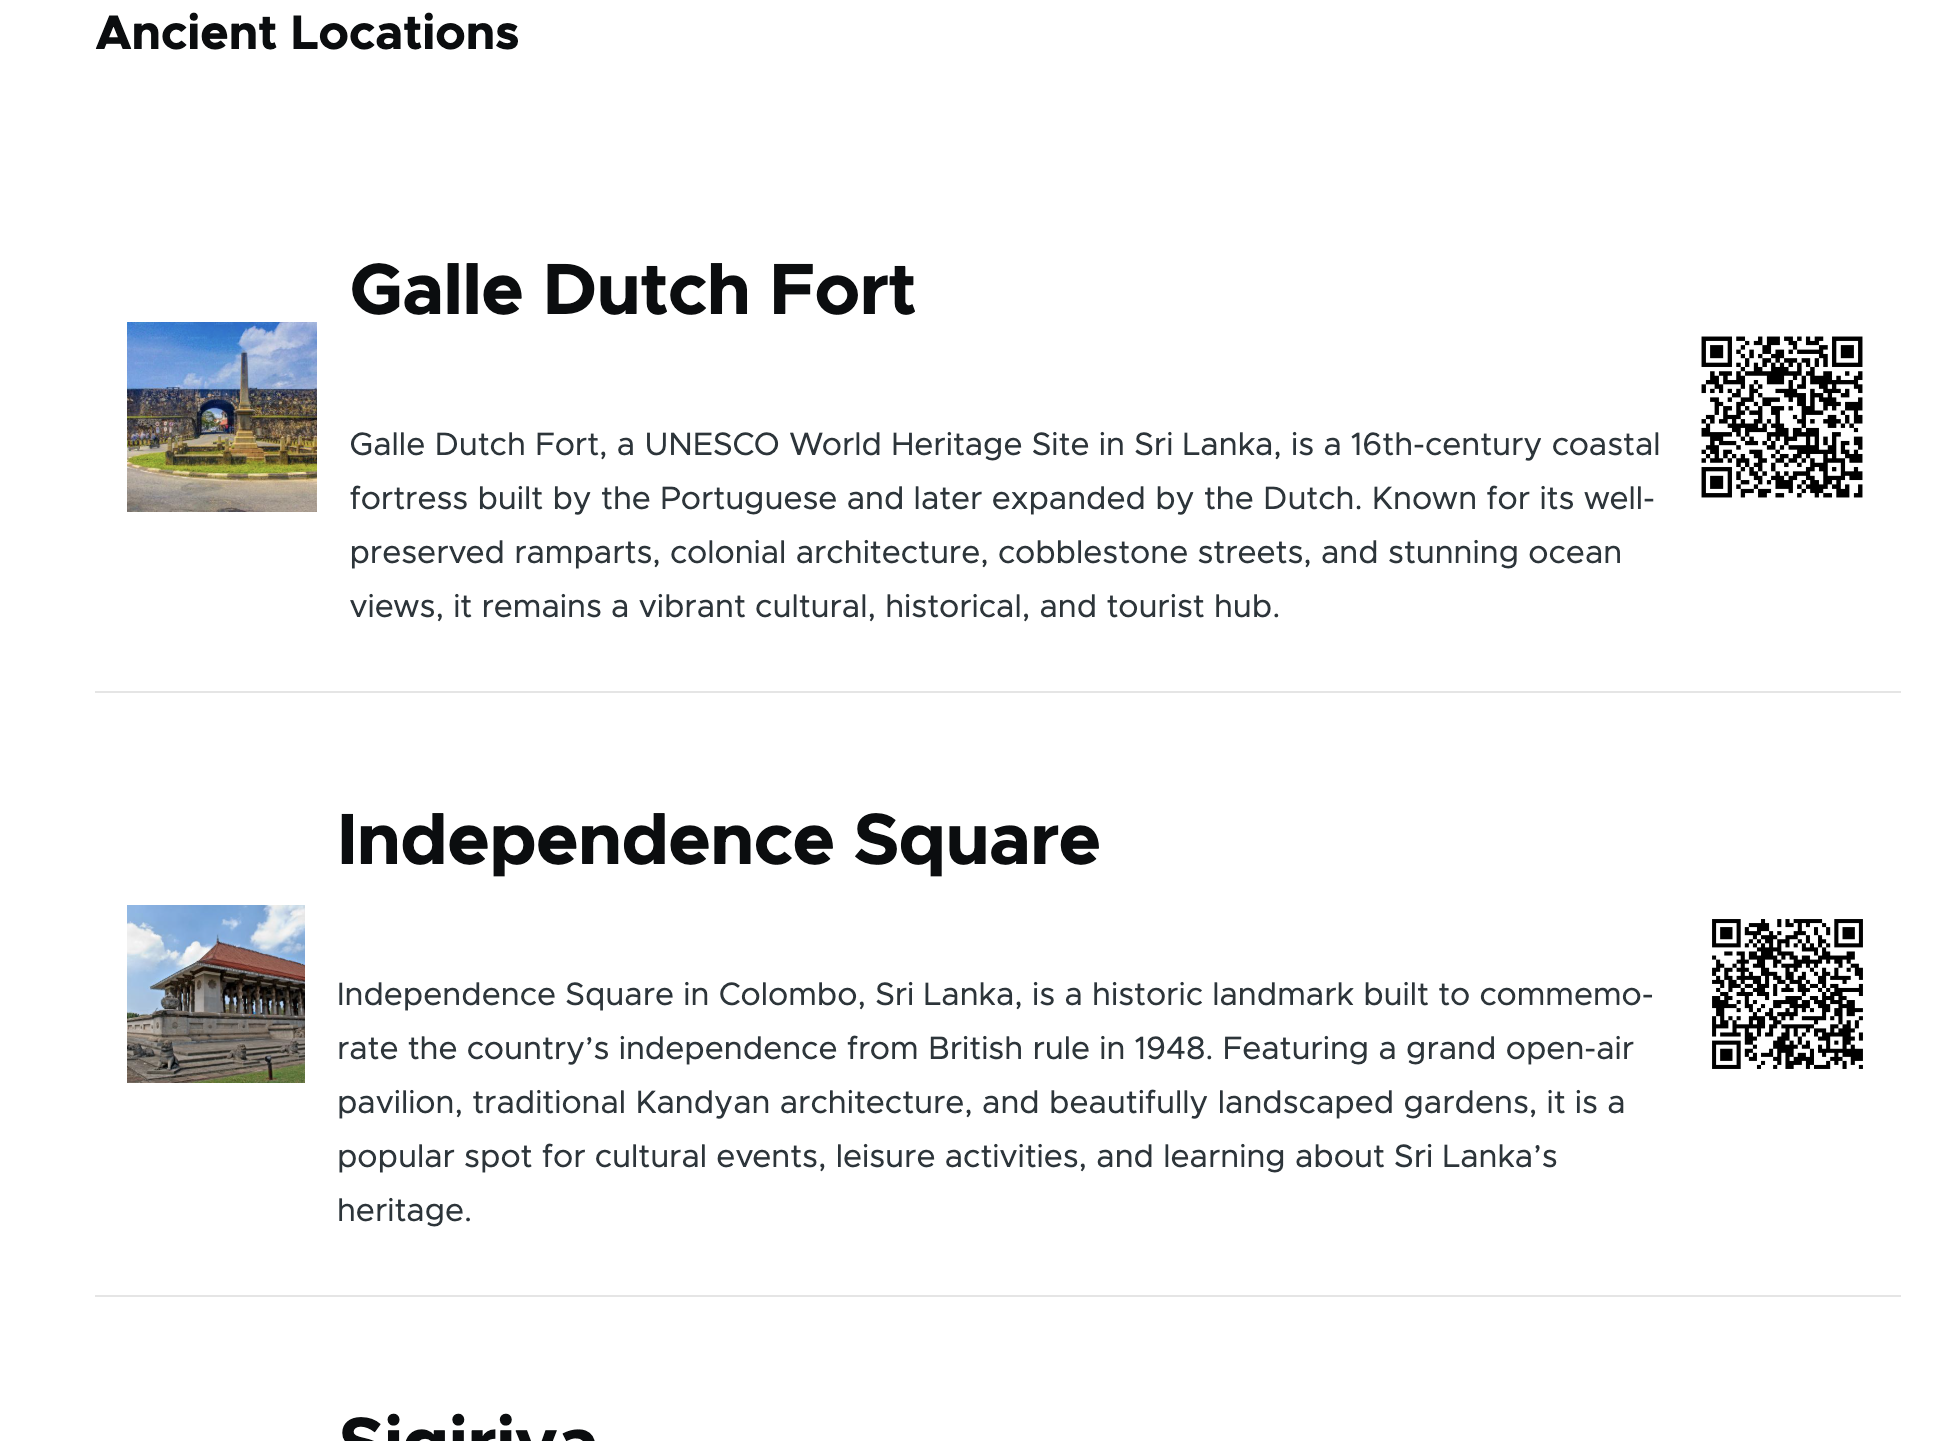 Ancient Locations
Galle Dutch Fort
Galle Dutch Fort, a UNESCO World Heritage Site in Sri Lanka, is a 16th-century coastal
fortress built by the Portuguese and later expanded by the Dutch. Known for its well-
preserved ramparts, colonial architecture, cobblestone streets, and stunning ocean
views, it remains a vibrant cultural, historical, and tourist hub.
Independence Square
Independence Square in Colombo, Sri Lanka, is a historic landmark built to commemo-
rate the country’s independence from British rule in 1948. Featuring a grand open-air
pavilion, traditional Kandyan architecture, and beautifully landscaped gardens, it is a
popular spot for cultural events, leisure activities, and learning about Sri Lanka’s
heritage.
Sigiriya